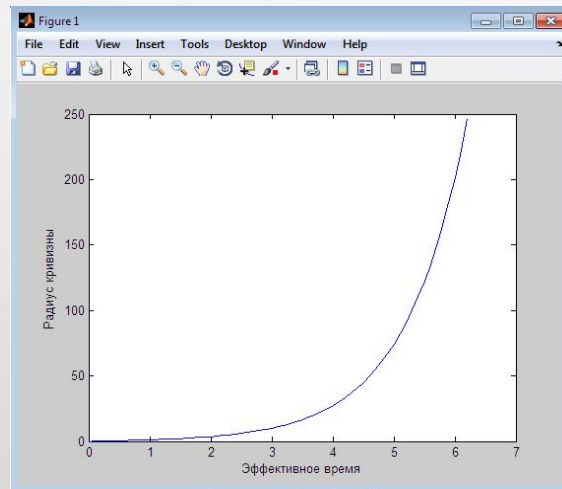 Figure 1
File Edit View Insert Tools Desktop Window Help
250
200
150
100
50
0
Радиус кривизны
0 1 2 3 4 5 6 7
Эффективное время